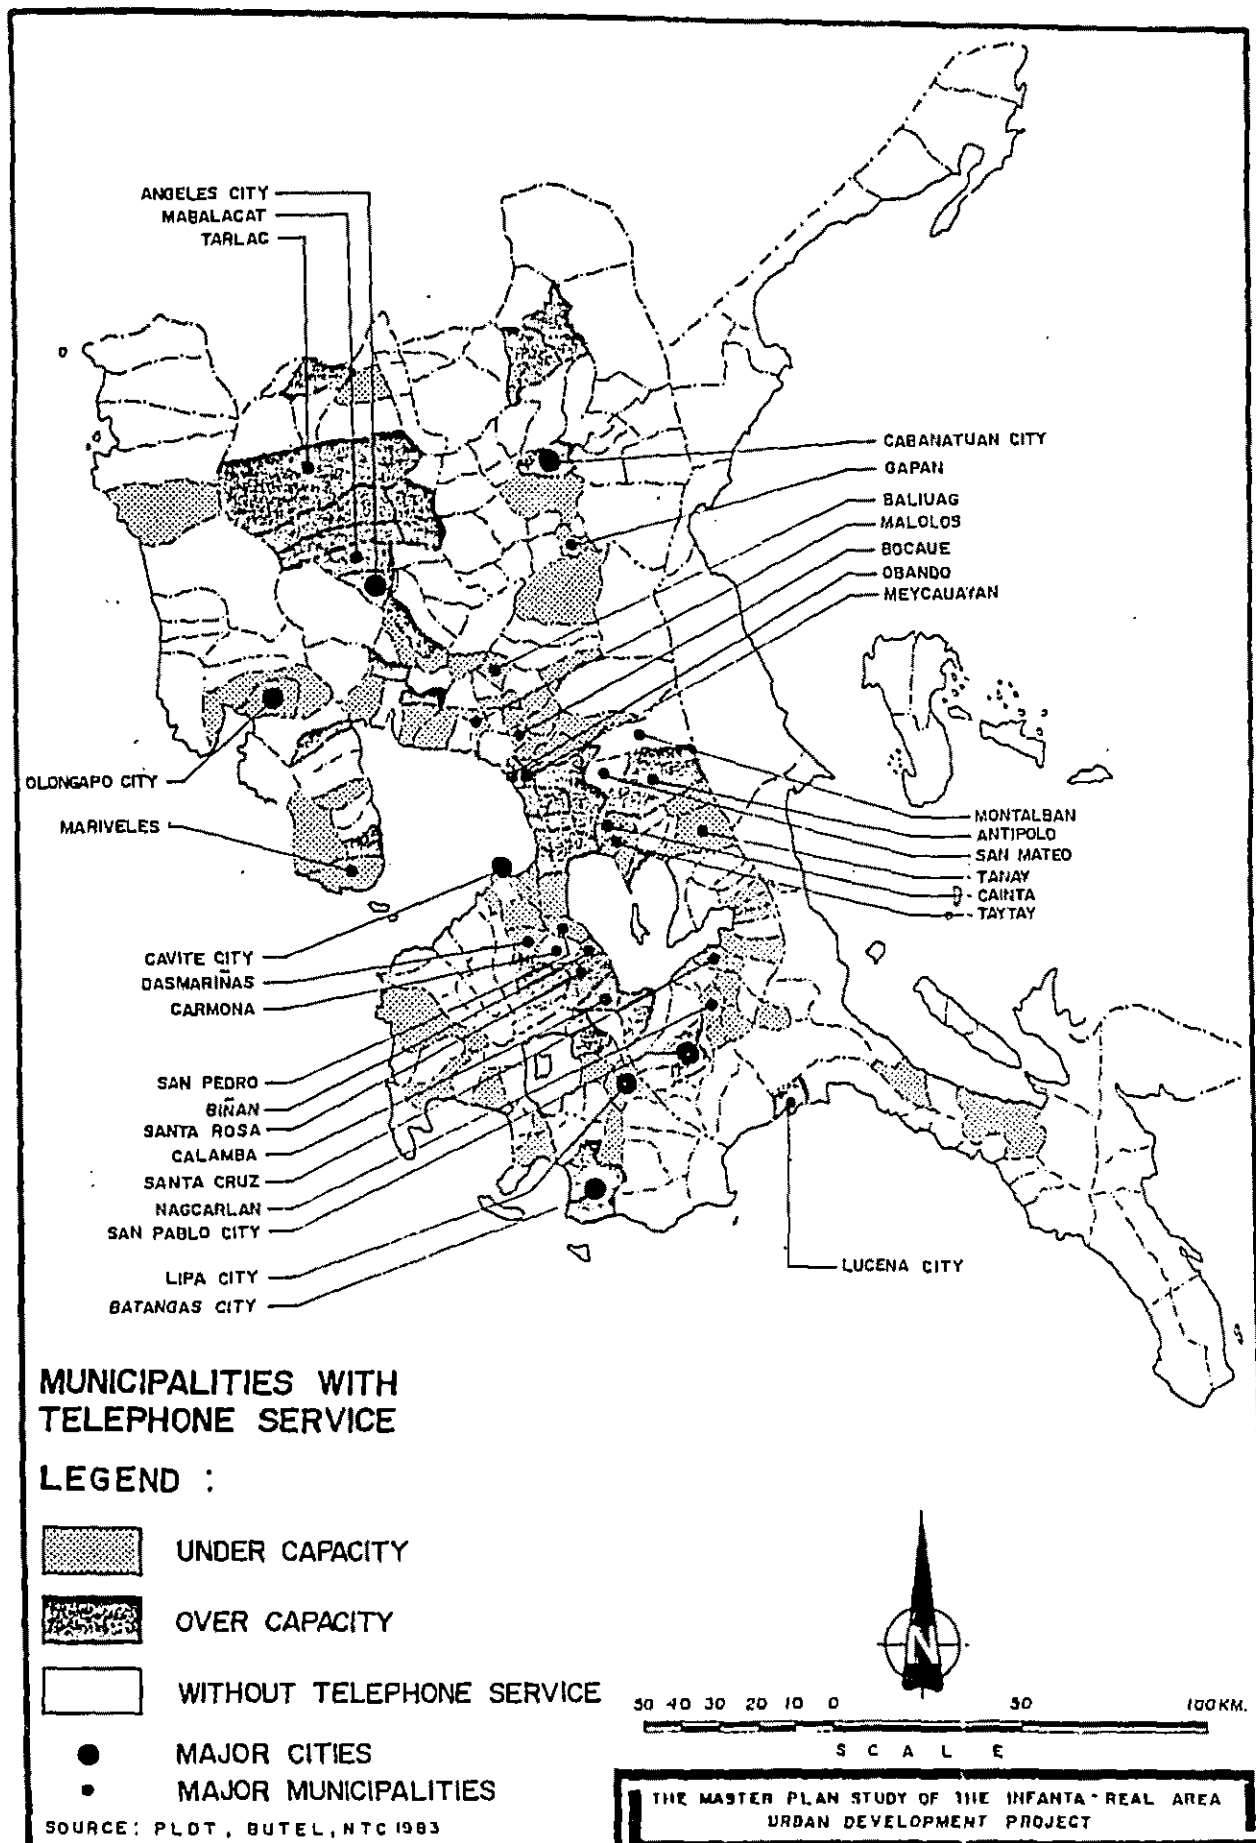 ANGELES CITY
MABALACAT
TARLAC
CABANATUAN CITY
GAPAN
BALIUAG
MALOLOS
BOCAUE
OBANDO
MEYCAUAYAN
OLONGAPO CITY
MARIVELES
MONTALBAN
ANTIPOLO
SAN MATEO
TANAY
CAINTA
TAYTAY
CAVITE CITY
DASMARIÑAS
CARMONA
SAN PEDRO
BIÑAN
SANTA ROSA
CALAMBA
SANTA CRUZ
NAGCARLAN
SAN PABLO CITY
LIPA CITY
BATANGAS CITY
LUCENA CITY
MUNICIPALITIES WITH
TELEPHONE SERVICE
LEGEND :
UNDER CAPACITY
OVER CAPACITY
WITHOUT TELEPHONE SERVICE
MAJOR CITIES
MAJOR MUNICIPALITIES
SOURCE: PLDT, BUTEL, NTC 1983
N
50 40 30 20 10 0 50 100 KM.
SCALE
THE MASTER PLAN STUDY OF THE INFANTA-REAL AREA
URBAN DEVELOPMENT PROJECT